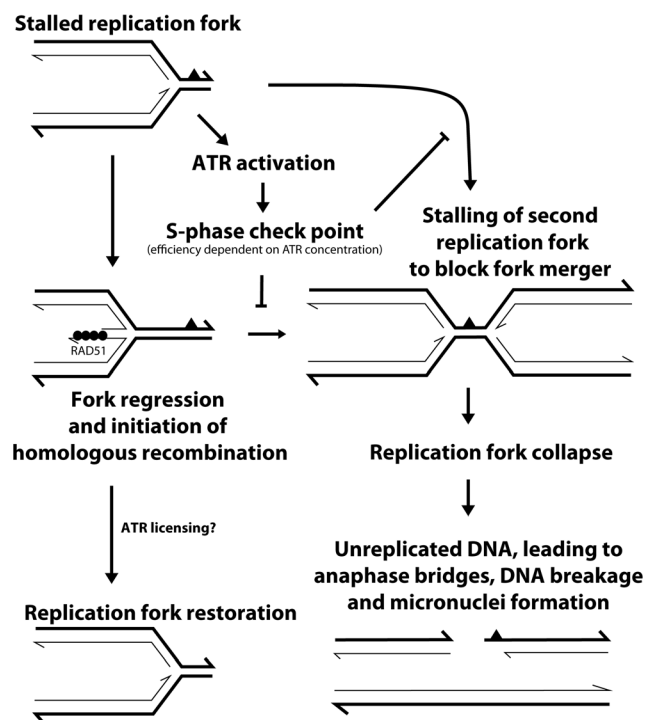 Stalled replication fork
ATR activation
S-phase check point
(efficiency dependent on ATR concentration)
Stalling of second
replication fork
to block fork merger
RAD51
Fork regression
and initiation of
homologous recombination
Replication fork collapse
ATR licensing?
Unreplicated DNA, leading to
anaphase bridges, DNA breakage
and micronuclei formation
Replication fork restoration